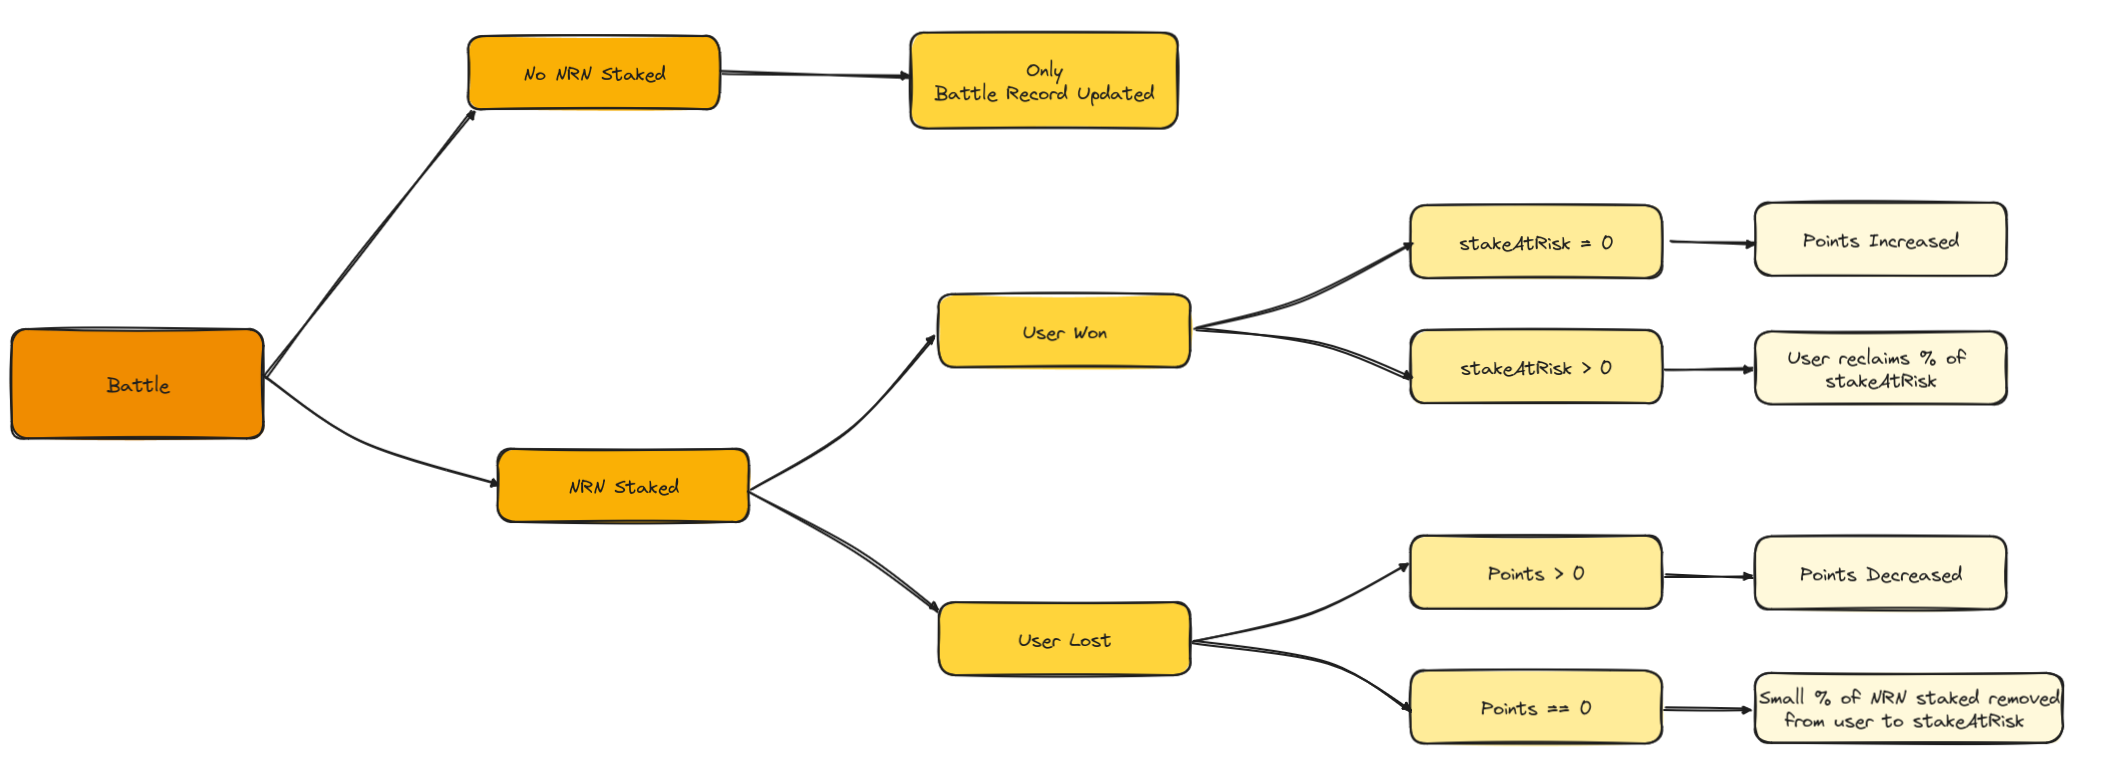 No NRN Staked
Only
Battle Record Updated
stakeAtRisk = 0
Points Increased
User Won
stakeAtRisk > 0
User reclaims % of
stakeAtRisk
Battle
NRN Staked
Points > 0
Points Decreased
User Lost
Points == 0
Small % of NRN staked removed
from user to stakeAtRisk